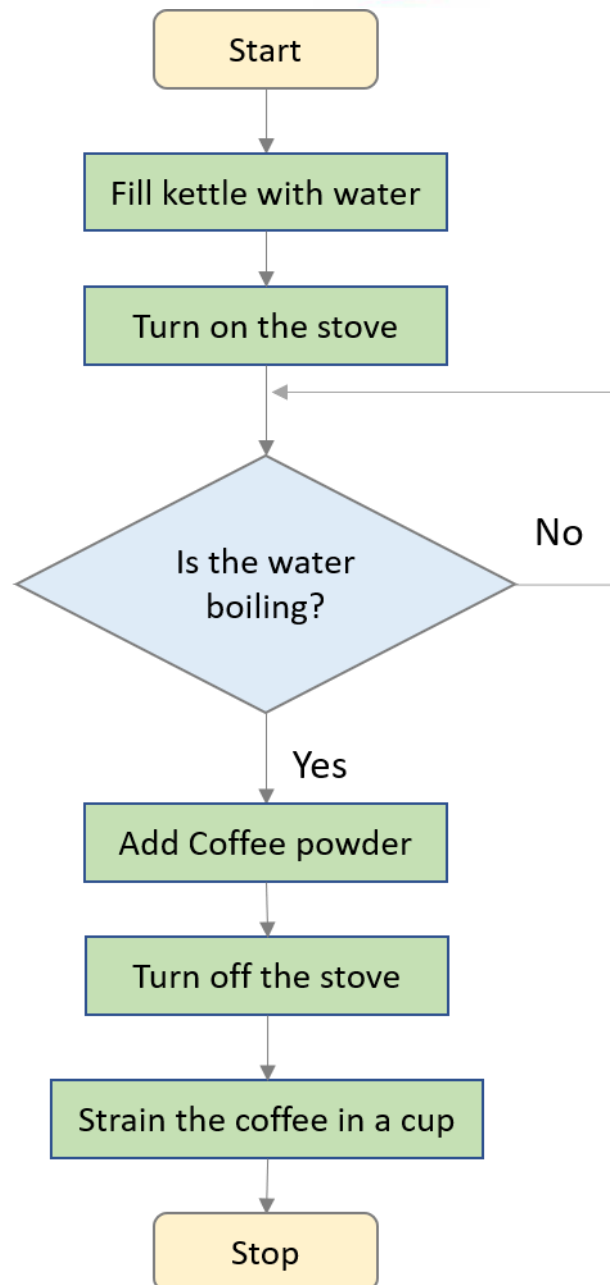 Start
Fill kettle with water
Turn on the stove
Is the water
boiling?
No
Yes
Add Coffee powder
Turn off the stove
Strain the coffee in a cup
Stop